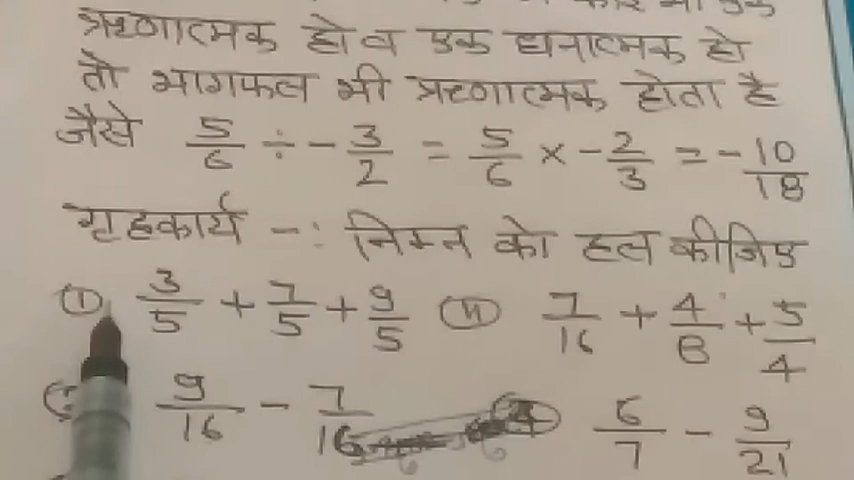 ऋणात्मक हो व एक धनात्मक हो
तो भागफल भी ऋणात्मक होता है
जैसे 5/6 ÷ - 3/2 = 5/6 × - 2/3 = - 10/18
गृहकार्य -: निम्न को हल कीजिए
(1) 3/5 + 7/5 + 9/5 (11) 7/16 + 4/8 + 5/4
9/16 - 7/16 6/7 - 9/21